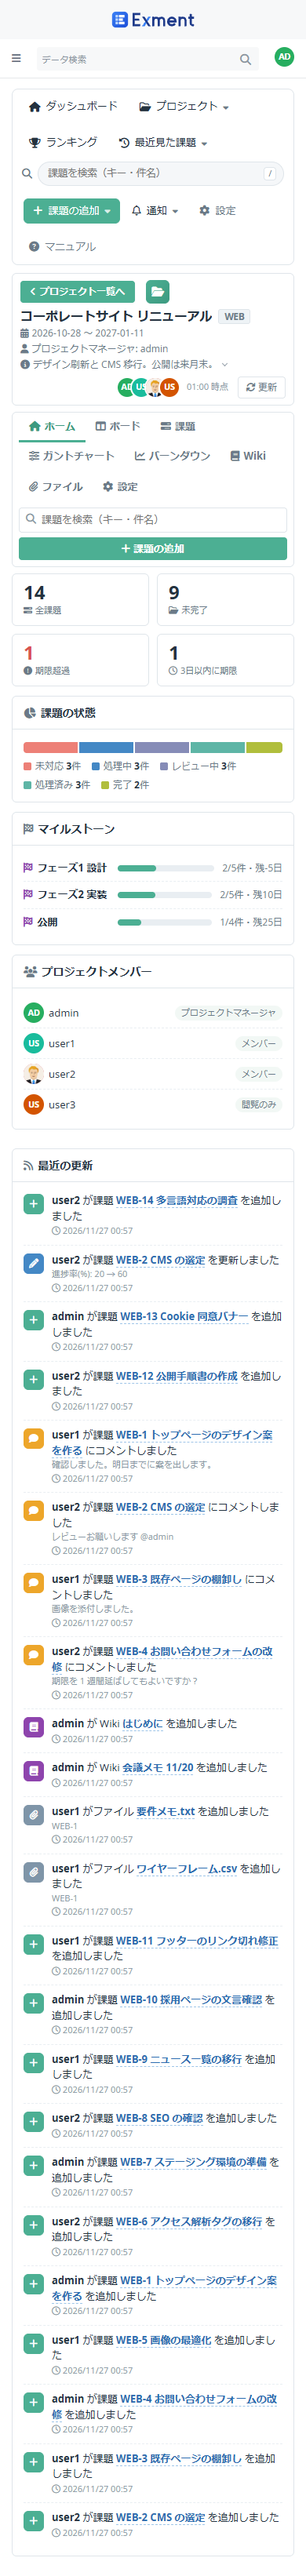 Exment
データ検索
AD
ダッシュボード
プロジェクト
ランキング
最近見た課題
課題を検索（キー・件名）
/
+ 課題の追加
通知
設定
マニュアル
プロジェクト一覧へ
コーポレートサイト リニューアル
WEB
2026-10-28 〜 2027-01-11
プロジェクトマネージャ: admin
デザイン刷新と CMS 移行。公開は来月末。
AD
US
US
01:00 時点
更新
ホーム
ボード
課題
ガントチャート
バーンダウン
Wiki
ファイル
設定
課題を検索（キー・件名）
+ 課題の追加
14
全課題
9
未完了
1
期限超過
1
3日以内に期限
課題の状態
未対応 3件
処理中 3件
レビュー中 3件
処理済み 3件
完了 2件
マイルストーン
フェーズ1 設計
2/5件・残-5日
フェーズ2 実装
2/5件・残10日
公開
1/4件・残25日
プロジェクトメンバー
AD
admin
プロジェクトマネージャ
US
user1
メンバー
user2
メンバー
US
user3
閲覧のみ
最近の更新
user2 が課題 WEB-14 多言語対応の調査 を追加し
ました
2026/11/27 00:57
user2 が課題 WEB-2 CMS の選定 を更新しました
進捗率(%): 20 → 60
2026/11/27 00:57
admin が課題 WEB-13 Cookie 同意バナー を追加
しました
2026/11/27 00:57
user2 が課題 WEB-12 公開手順書の作成 を追加し
ました
2026/11/27 00:57
user1 が課題 WEB-1 トップページのデザイン案
を作る にコメントしました
確認しました。明日までに案を出します。
2026/11/27 00:57
user2 が課題 WEB-2 CMS の選定 にコメントしま
した
レビューお願いします @admin
2026/11/27 00:57
user1 が課題 WEB-3 既存ページの棚卸し にコメ
ントしました
画像を添付しました。
2026/11/27 00:57
user2 が課題 WEB-4 お問い合わせフォームの改
修 にコメントしました
期限を 1 週間延ばしてもよいですか？
2026/11/27 00:57
admin が Wiki はじめに を追加しました
2026/11/27 00:57
admin が Wiki 会議メモ 11/20 を追加しました
2026/11/27 00:57
user1 がファイル 要件メモ.txt を追加しました
WEB-1
2026/11/27 00:57
user1 がファイル ワイヤーフレーム.csv を追加し
ました
WEB-1
2026/11/27 00:57
user1 が課題 WEB-11 フッターのリンク切れ修正
を追加しました
2026/11/27 00:57
admin が課題 WEB-10 採用ページの文言確認 を
追加しました
2026/11/27 00:57
user1 が課題 WEB-9 ニュース一覧の移行 を追加
しました
2026/11/27 00:57
user2 が課題 WEB-8 SEO の確認 を追加しました
2026/11/27 00:57
admin が課題 WEB-7 ステージング環境の準備 を
追加しました
2026/11/27 00:57
user2 が課題 WEB-6 アクセス解析タグの移行 を
追加しました
2026/11/27 00:57
admin が課題 WEB-1 トップページのデザイン案
を作る を追加しました
2026/11/27 00:57
user1 が課題 WEB-5 画像の最適化 を追加しまし
た
2026/11/27 00:57
admin が課題 WEB-4 お問い合わせフォームの改
修 を追加しました
2026/11/27 00:57
user1 が課題 WEB-3 既存ページの棚卸し を追加
しました
2026/11/27 00:57
user2 が課題 WEB-2 CMS の選定 を追加しました
2026/11/27 00:57